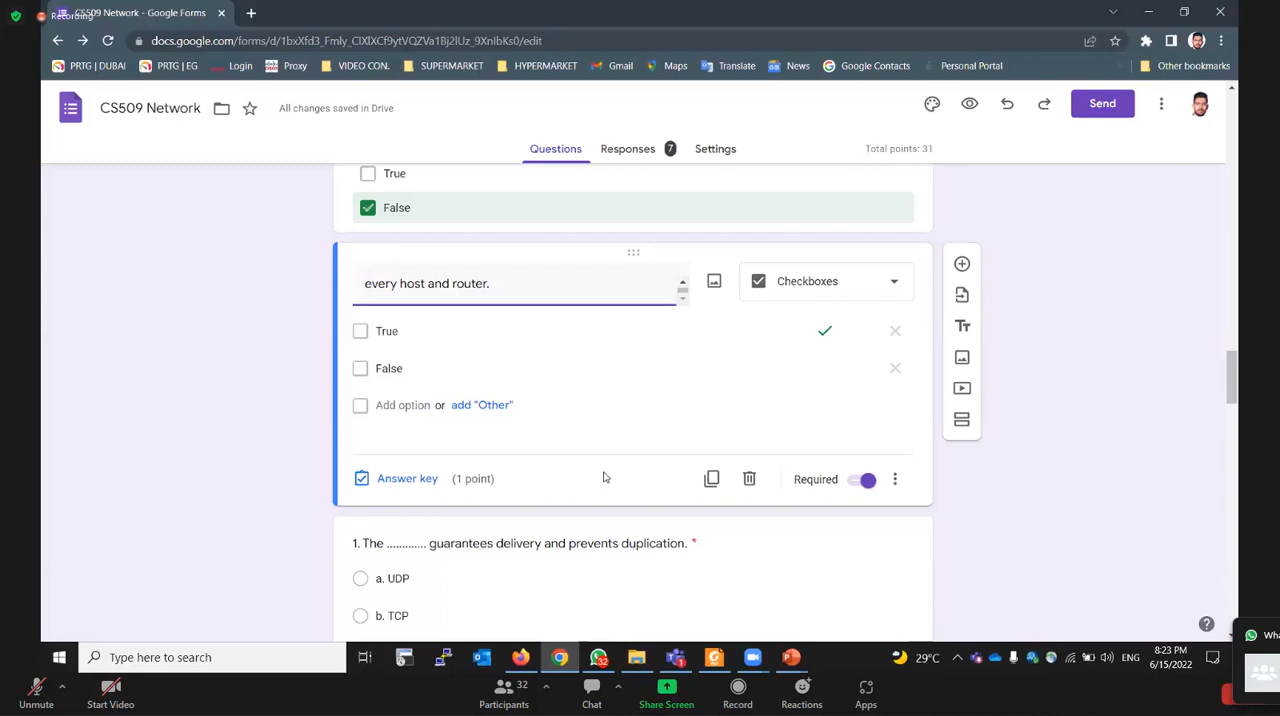 Recording
CS509 Network - Google Forms
docs.google.com/forms/d/1bxXfd3_Fmly_CIXlXCf9ytVQZVa1Bj2lUz_9XnIbKs0/edit
PRTG | DUBAI
PRTG | EG
Login
Proxy
VIDEO CON.
SUPERMARKET
HYPERMARKET
Gmail
Maps
Translate
News
Google Contacts
Personal Portal
Other bookmarks
CS509 Network
All changes saved in Drive
Send
Questions
Responses 7
Settings
Total points: 31
True
False
every host and router.
Checkboxes
True
False
Add option or add "Other"
Answer key (1 point)
Required
1. The ............. guarantees delivery and prevents duplication. *
a. UDP
b. TCP
Type here to search
32
1
29°C
ENG
8:23 PM
6/15/2022
Wha
Unmute
Start Video
32
Participants
Chat
Share Screen
Record
Reactions
Apps